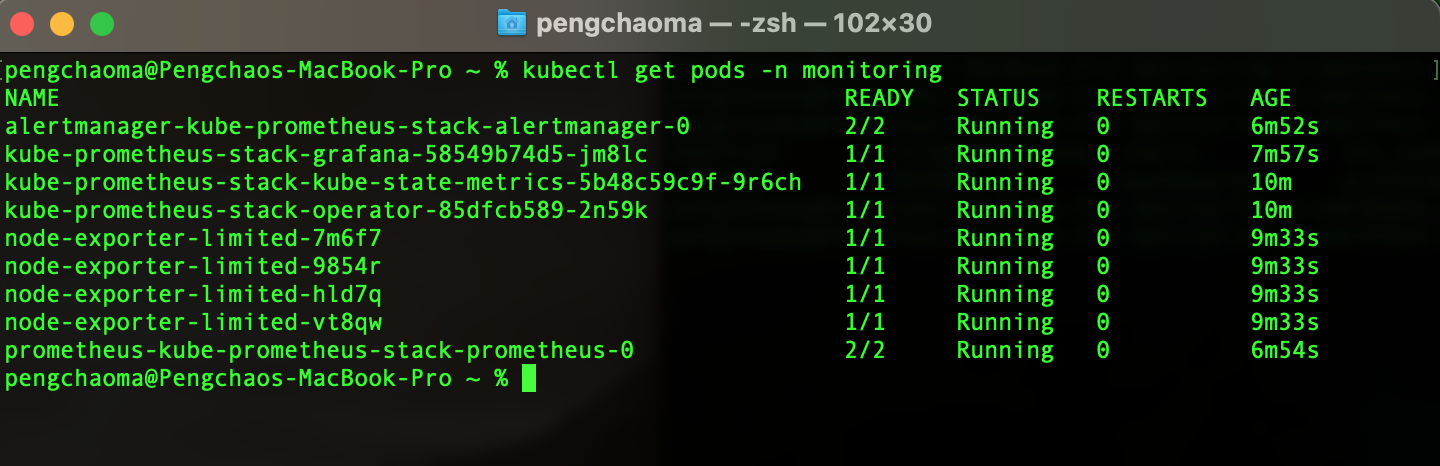 pengchaoma — -zsh — 102×30
[pengchaoma@Pengchaos-MacBook-Pro ~ % kubectl get pods -n monitoring ]
NAME READY STATUS RESTARTS AGE
alertmanager-kube-prometheus-stack-alertmanager-0 2/2 Running 0 6m52s
kube-prometheus-stack-grafana-58549b74d5-jm8lc 1/1 Running 0 7m57s
kube-prometheus-stack-kube-state-metrics-5b48c59c9f-9r6ch 1/1 Running 0 10m
kube-prometheus-stack-operator-85dfcb589-2n59k 1/1 Running 0 10m
node-exporter-limited-7m6f7 1/1 Running 0 9m33s
node-exporter-limited-9854r 1/1 Running 0 9m33s
node-exporter-limited-hld7q 1/1 Running 0 9m33s
node-exporter-limited-vt8qw 1/1 Running 0 9m33s
prometheus-kube-prometheus-stack-prometheus-0 2/2 Running 0 6m54s
pengchaoma@Pengchaos-MacBook-Pro ~ %